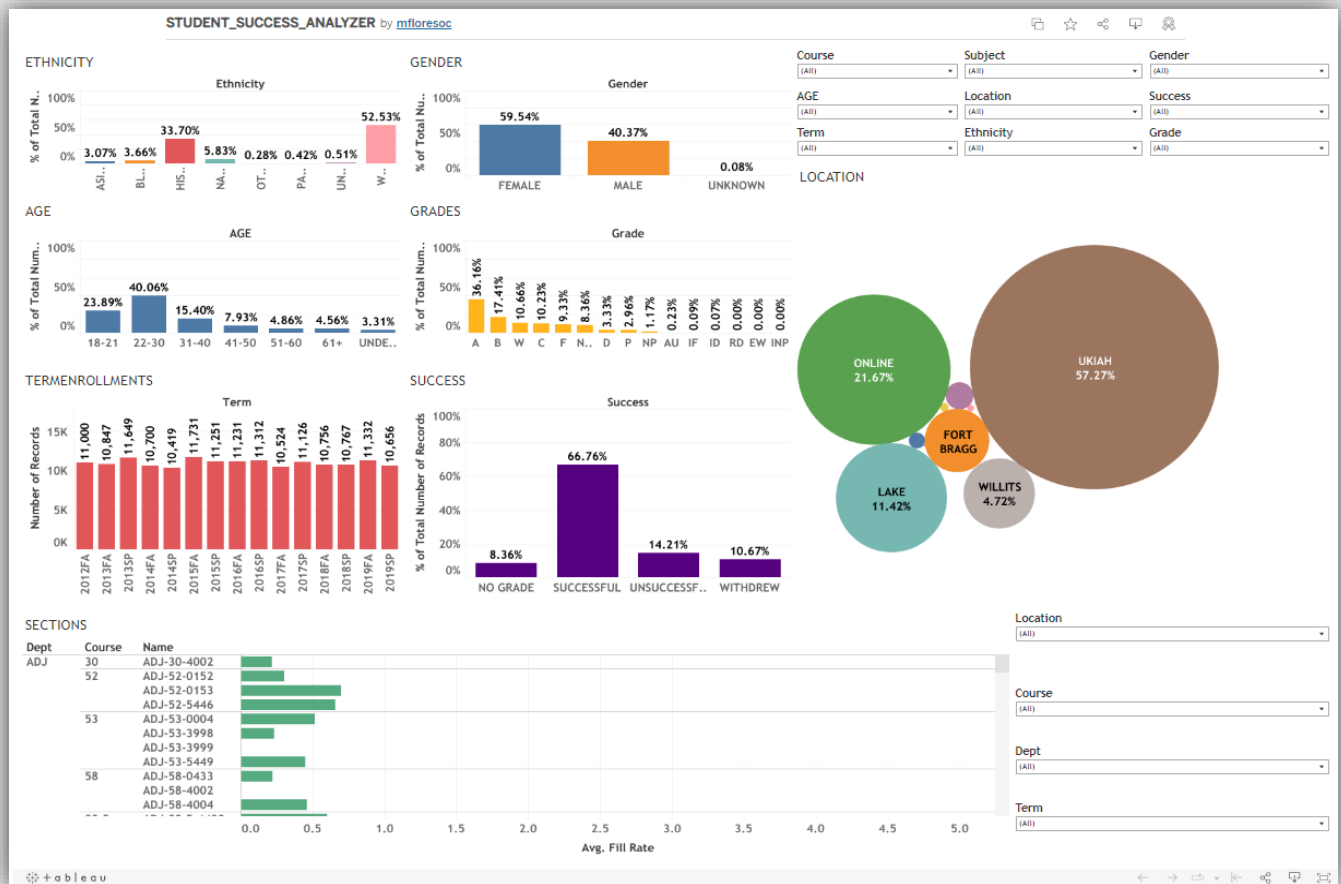 STUDENT_SUCCESS_ANALYZER by mfloresoc
ETHNICITY
Ethnicity
% of Total N..
100%
50%
0%
3.07% 3.66% 33.70% 5.83% 0.28% 0.42% 0.51% 52.53%
ASI.. BL.. HIS.. NA.. OT.. PA.. UN.. W..
GENDER
Gender
% of Total Nu..
100%
50%
0%
59.54% 40.37% 0.08%
FEMALE MALE UNKNOWN
Course Subject Gender
(All) (All) (All)
AGE Location Success
(All) (All) (All)
Term Ethnicity Grade
(All) (All) (All)
AGE
AGE
% of Total Num..
100%
50%
0%
23.89% 40.06% 15.40% 7.93% 4.86% 4.56% 3.31%
18-21 22-30 31-40 41-50 51-60 61+ UNDE..
GRADES
Grade
% of Total Num..
100%
50%
0%
36.16% 17.41% 10.66% 10.23% 9.33% 8.36% 3.33% 2.96% 1.17% 0.23% 0.09% 0.07% 0.00% 0.00% 0.00%
A B W C F N.. D P NP AU IF ID RD EW INP
LOCATION
ONLINE
21.67%
UKIAH
57.27%
FORT
BRAGG
LAKE
11.42%
WILLITS
4.72%
TERMENROLLMENTS
Term
Number of Records
15K
10K
5K
0K
11,000 10,847 11,649 10,700 10,419 11,731 11,251 11,231 11,312 10,524 11,126 10,756 10,767 11,332 10,656
2012FA 2013FA 2013SP 2014FA 2014SP 2015FA 2015SP 2016FA 2016SP 2017FA 2017SP 2018FA 2018SP 2019FA 2019SP
SUCCESS
Success
% of Total Number of Records
100%
80%
60%
40%
20%
0%
8.36% 66.76% 14.21% 10.67%
NO GRADE SUCCESSFUL UNSUCCESSF.. WITHDREW
SECTIONS
Dept Course Name
ADJ 30 ADJ-30-4002
52 ADJ-52-0152
ADJ-52-0153
ADJ-52-5446
53 ADJ-53-0004
ADJ-53-3998
ADJ-53-3999
ADJ-53-5449
58 ADJ-58-0433
ADJ-58-4002
ADJ-58-4004
0.0 0.5 1.0 1.5 2.0 2.5 3.0 3.5 4.0 4.5 5.0
Avg. Fill Rate
Location
(All)
Course
(All)
Dept
(All)
Term
(All)
+ableau